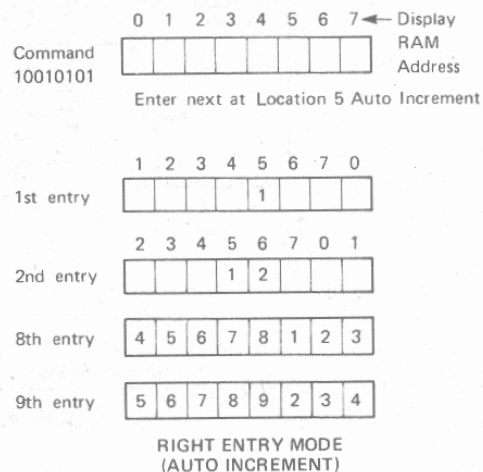 0 1 2 3 4 5 6 7 Display
RAM
Address
Command
10010101
Enter next at Location 5 Auto Increment
1 2 3 4 5 6 7 0
1st entry 1
2 3 4 5 6 7 0 1
2nd entry 1 2
8th entry 4 5 6 7 8 1 2 3
9th entry 5 6 7 8 9 2 3 4
RIGHT ENTRY MODE
(AUTO INCREMENT)